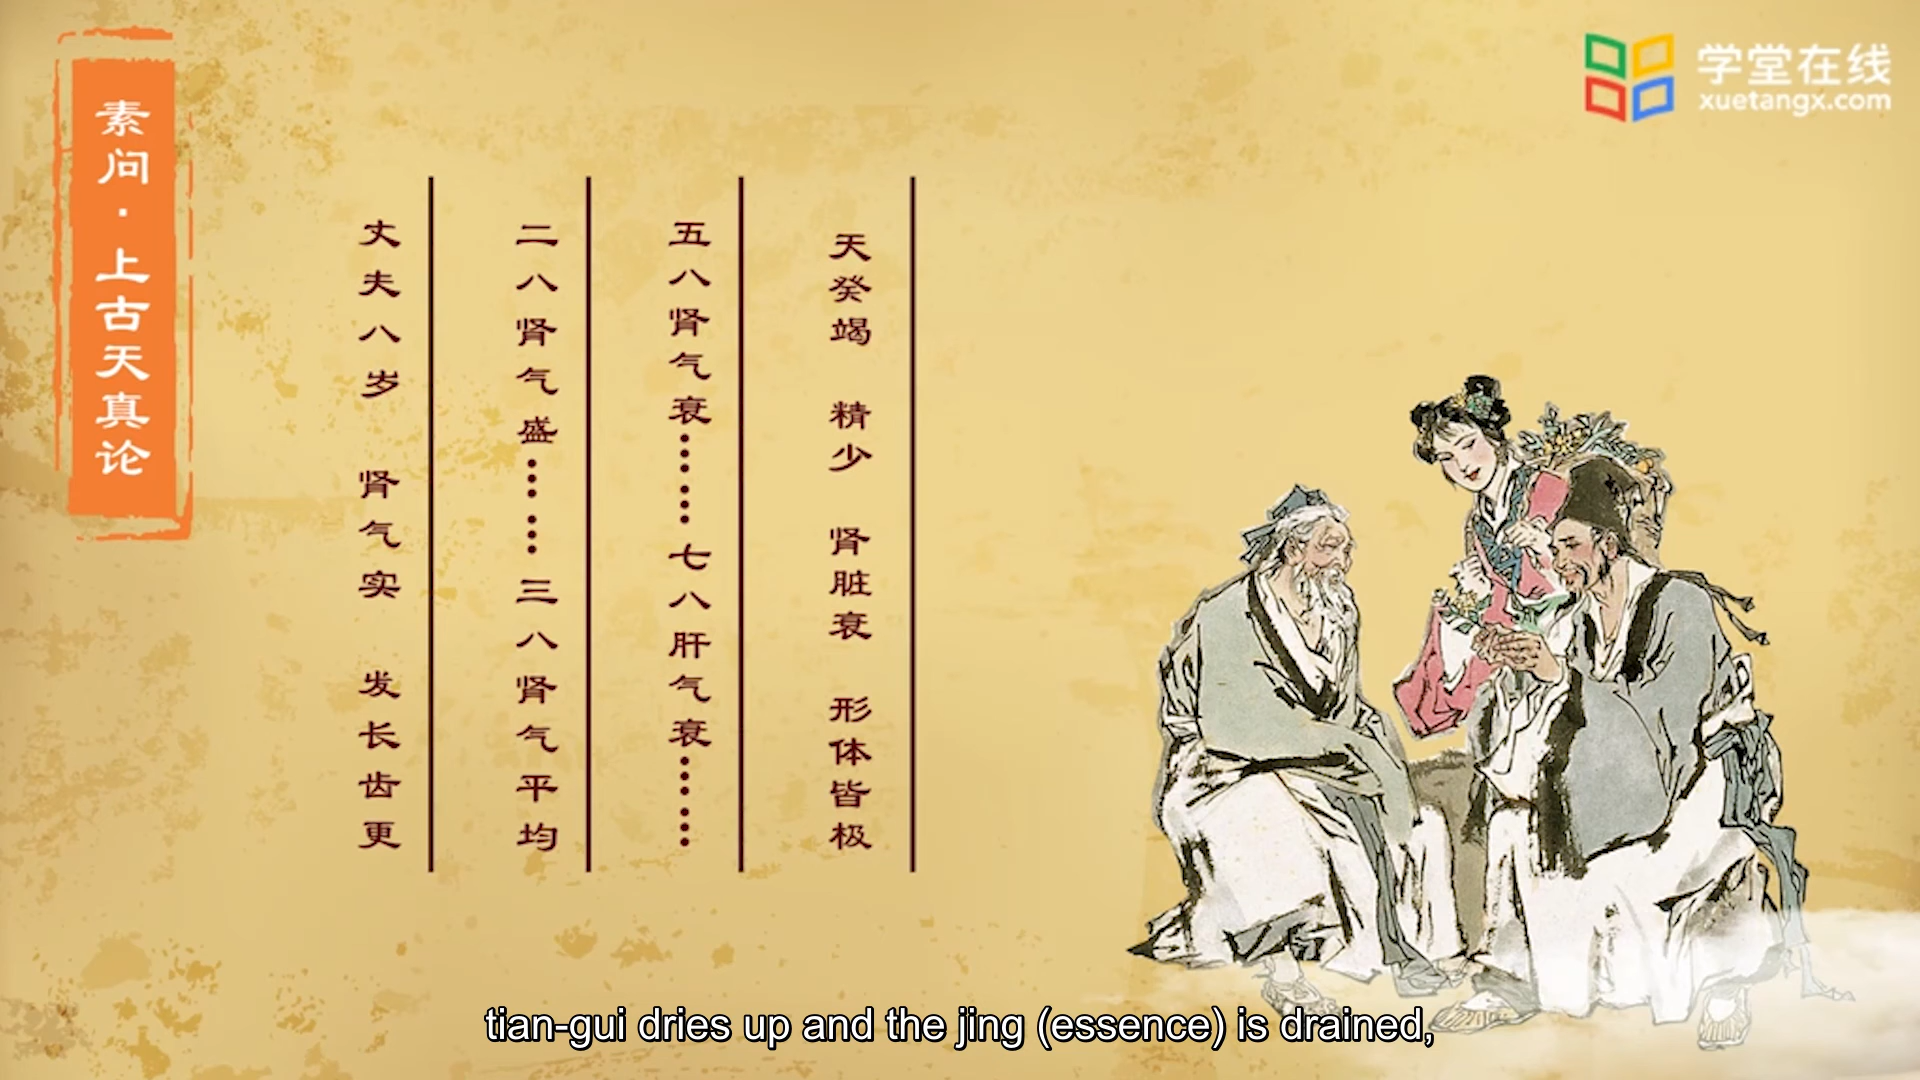 素问·上古天真论
学堂在线
xuetangx.com
丈夫八岁 肾气实 发长齿更
二八肾气盛…… 三八肾气平均
五八肾气衰…… 七八肝气衰……
天癸竭 精少 肾脏衰 形体皆极
tian-gui dries up and the jing (essence) is drained,